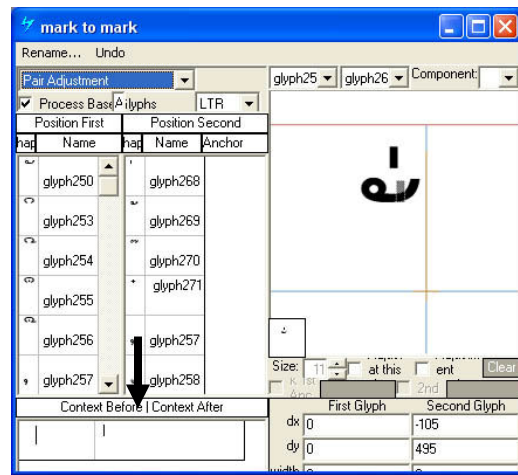 mark to mark
Rename... Undo
Pair Adjustment
glyph25 glyph26 Component:
Process Base
LTR
Position First Position Second
hap Name hap Name Anchor
glyph250 glyph268
glyph253 glyph269
glyph254 glyph270
glyph255 glyph271
glyph256 glyph257
glyph257 glyph258
Size: 11 at this ent Clear
2nd
Context Before | Context After
First Glyph Second Glyph
dx 0 -105
dy 0 495